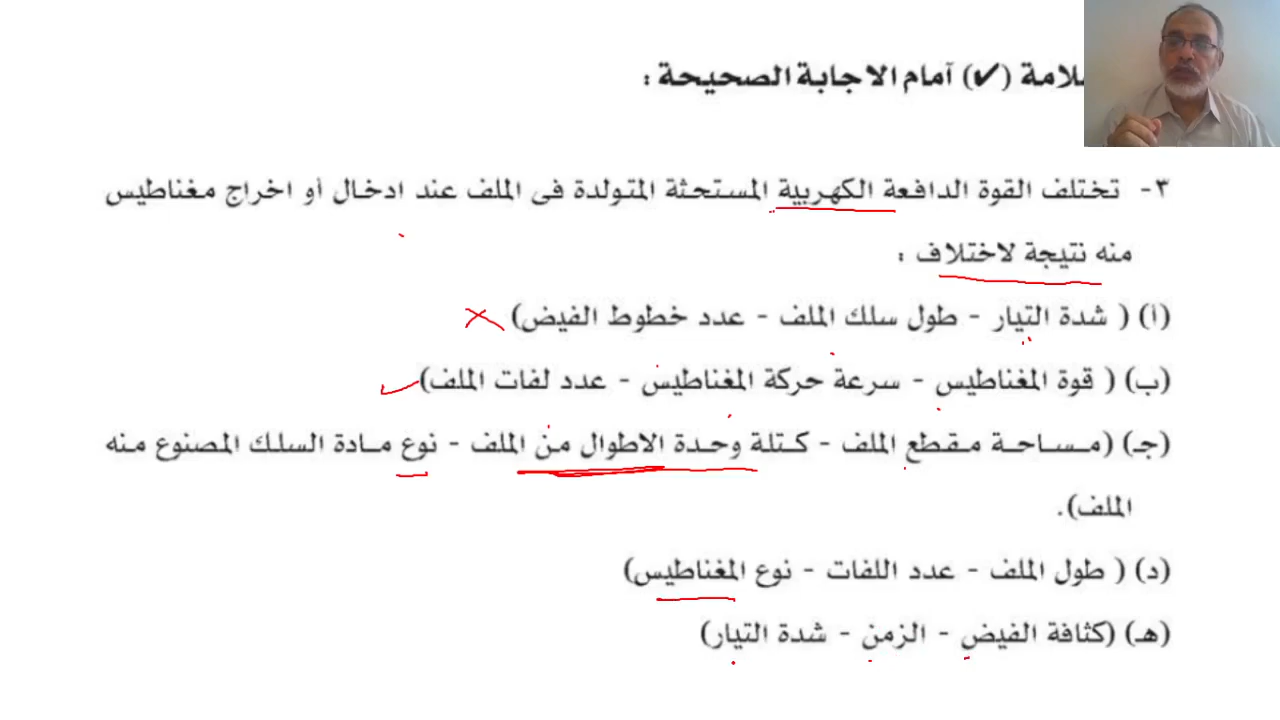 (✓) أمام الاجابة الصحيحة :
٣- تختلف القوة الدافعة الكهربية المستحثة المتولدة فى الملف عند ادخال أو اخراج مغناطيس
منه نتيجة لاختلاف :
(أ) ( شدة التيار - طول سلك الملف - عدد خطوط الفيض)
(ب) ( قوة المغناطيس - سرعة حركة المغناطيس - عدد لفات الملف)
(جـ) (مساحة مقطع الملف - كتلة وحدة الاطوال من الملف - نوع مادة السلك المصنوع منه
الملف).
(د) ( طول الملف - عدد اللفات - نوع المغناطيس)
(هـ) (كثافة الفيض - الزمن - شدة التيار)